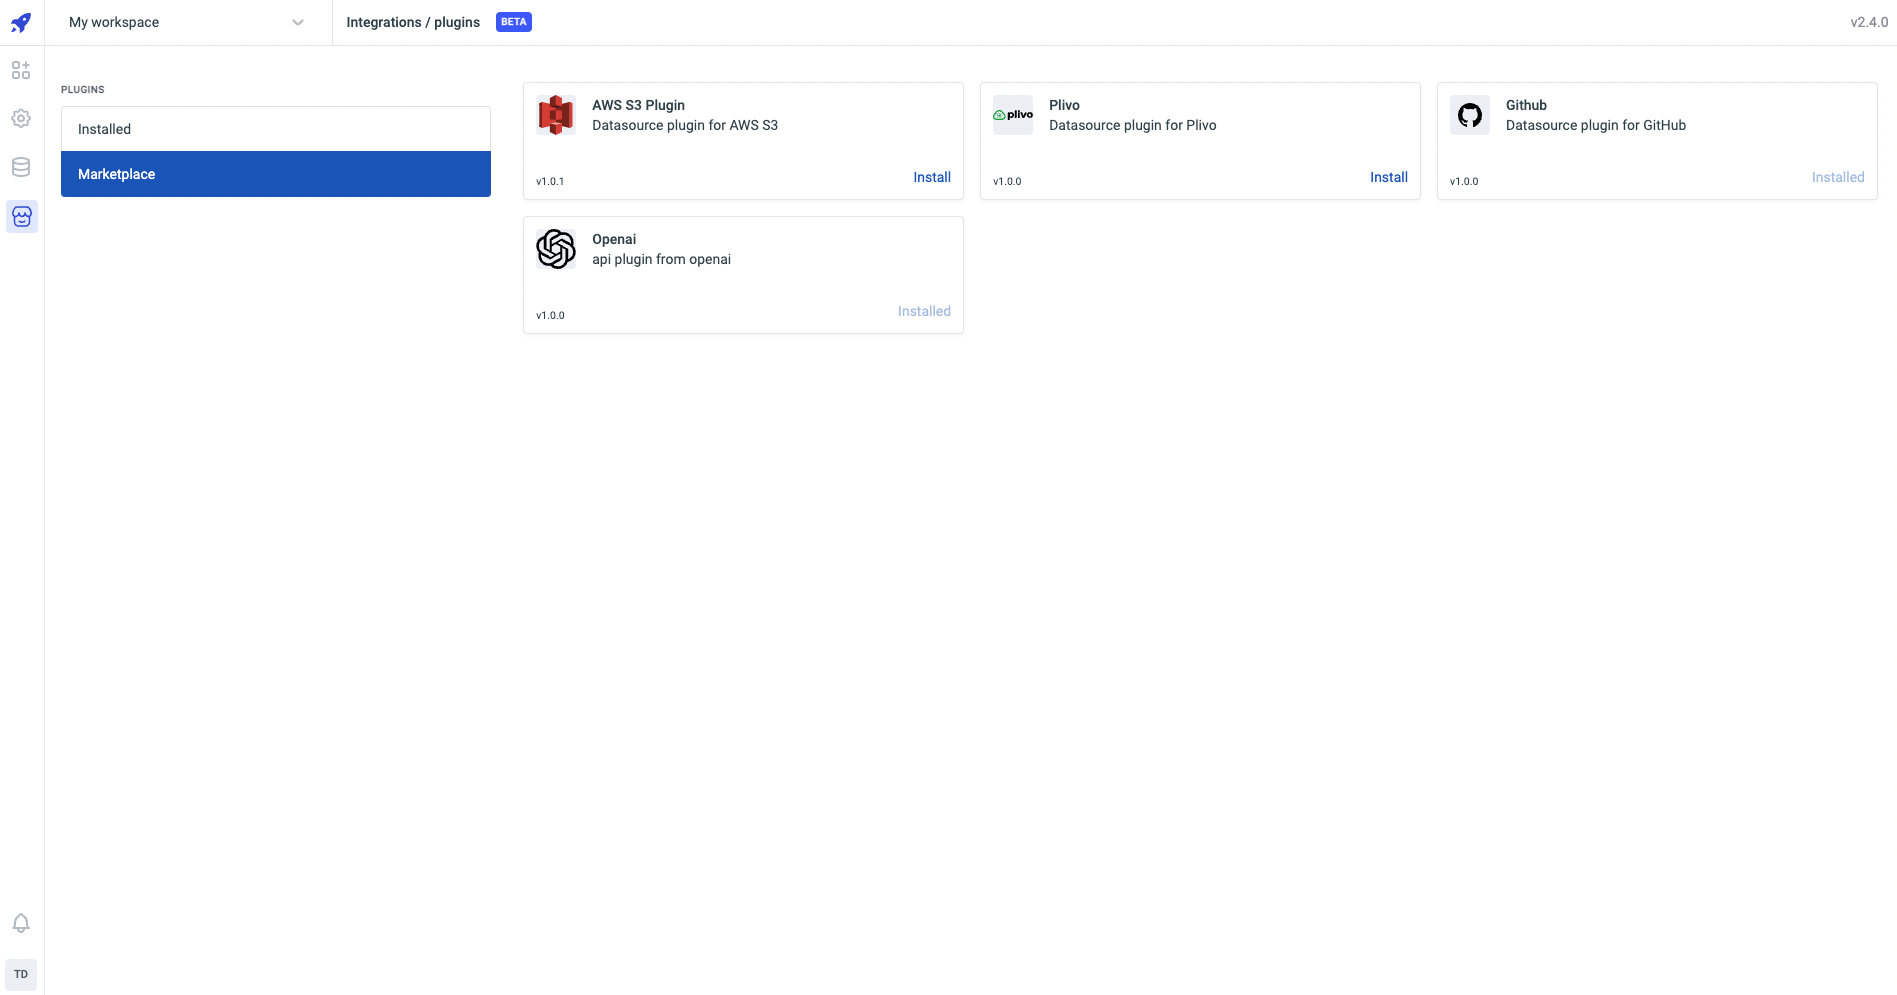 My workspace
Integrations / plugins BETA
v2.4.0
PLUGINS
Installed
Marketplace
AWS S3 Plugin
Datasource plugin for AWS S3
v1.0.1
Install
plivo
Plivo
Datasource plugin for Plivo
v1.0.0
Install
Github
Datasource plugin for GitHub
v1.0.0
Installed
Openai
api plugin from openai
v1.0.0
Installed
TD